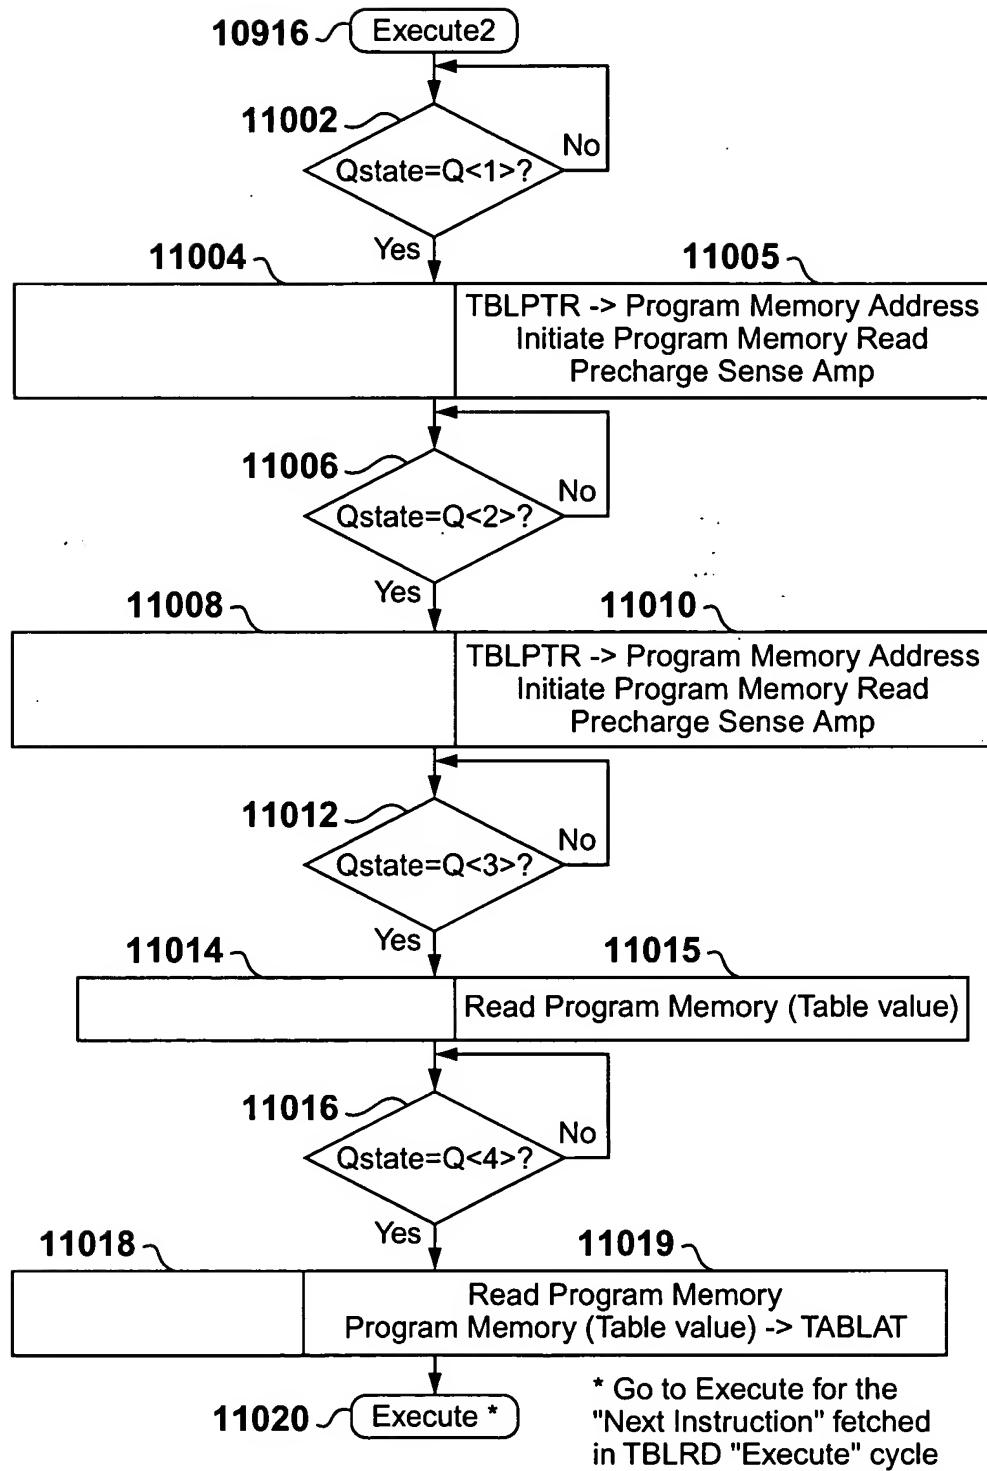 10916 Execute2
11002
Qstate=Q<1>? No
Yes
11004 11005
TBLPTR -> Program Memory Address
Initiate Program Memory Read
Precharge Sense Amp
11006
Qstate=Q<2>? No
Yes
11008 11010
TBLPTR -> Program Memory Address
Initiate Program Memory Read
Precharge Sense Amp
11012
Qstate=Q<3>? No
Yes
11014 11015
Read Program Memory (Table value)
11016
Qstate=Q<4>? No
Yes
11018 11019
Read Program Memory
Program Memory (Table value) -> TABLAT
11020 Execute *
* Go to Execute for the
"Next Instruction" fetched
in TBLRD "Execute" cycle